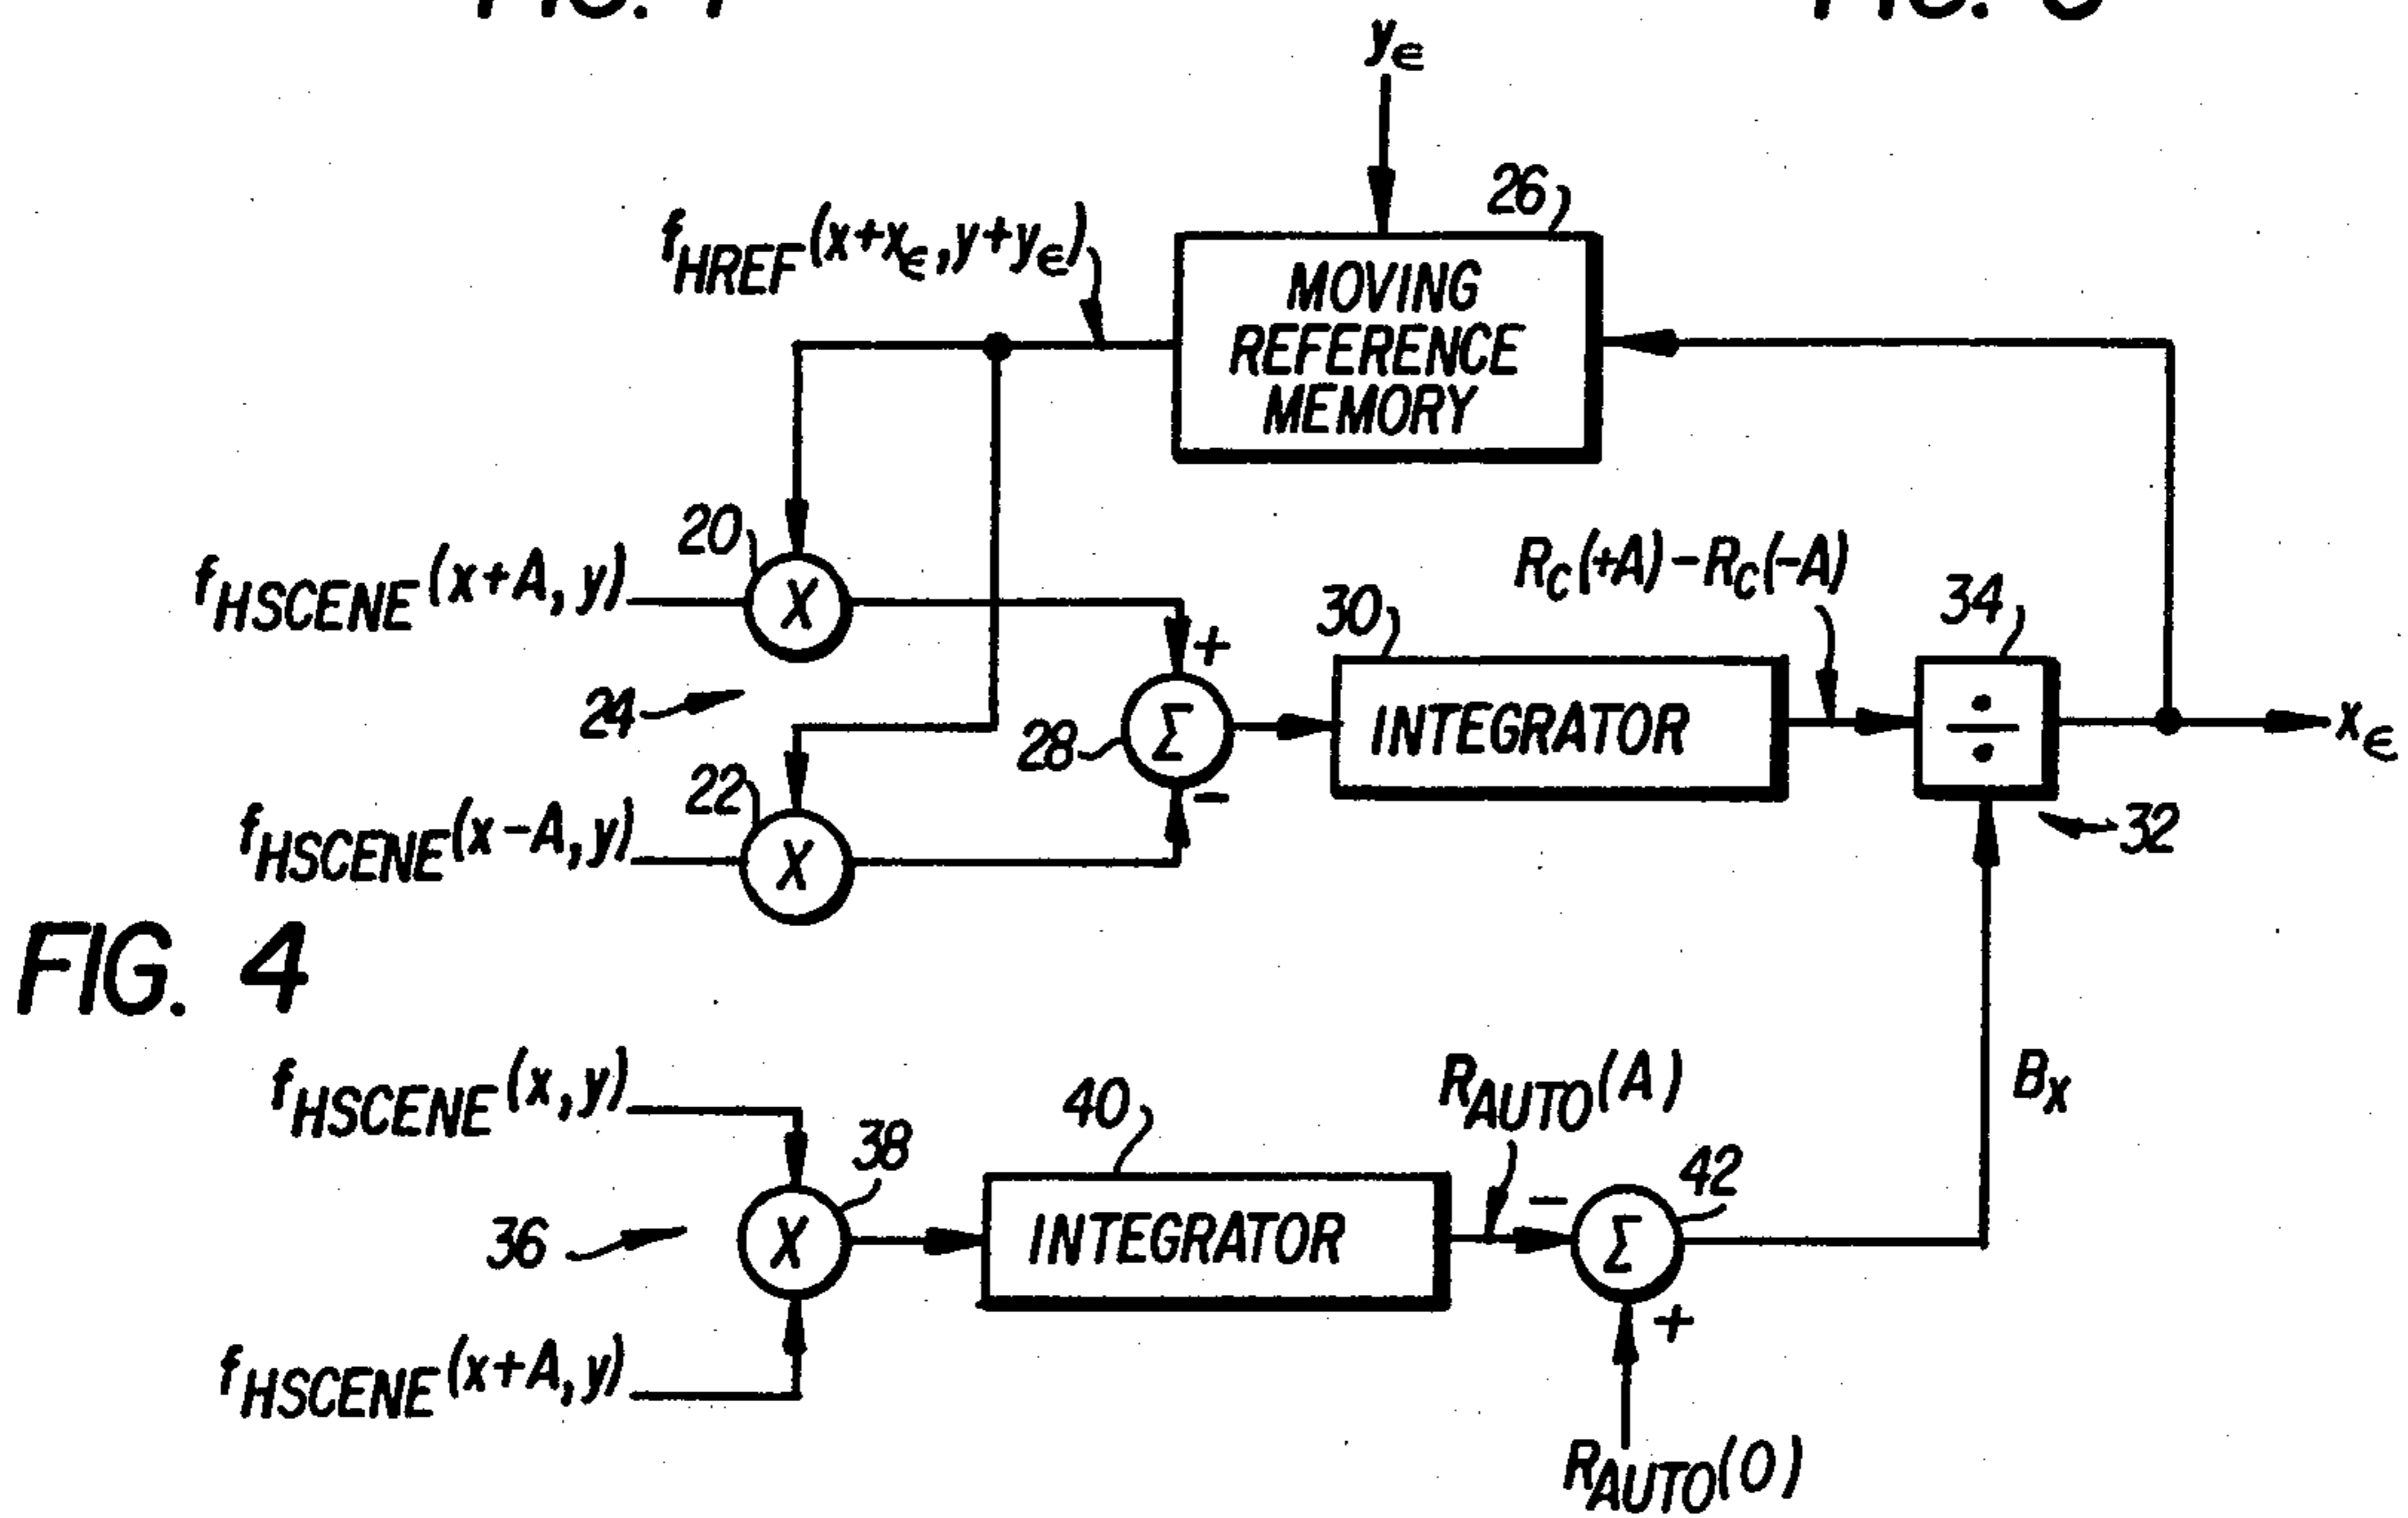 yϵ
26
fHREF(x+xϵ,y+yϵ)
MOVING
REFERENCE
MEMORY
20
fHSCENE(x+A,y)
X
+
30
RC(+A)-RC(-A)
34
24
28
Σ
INTEGRATOR
÷
xϵ
22
-
32
fHSCENE(x-A,y)
X
FIG. 4
fHSCENE(x,y)
38
40
RAUTO(A)
BX
42
36
X
INTEGRATOR
-
Σ
+
fHSCENE(x+A,y)
RAUTO(0)